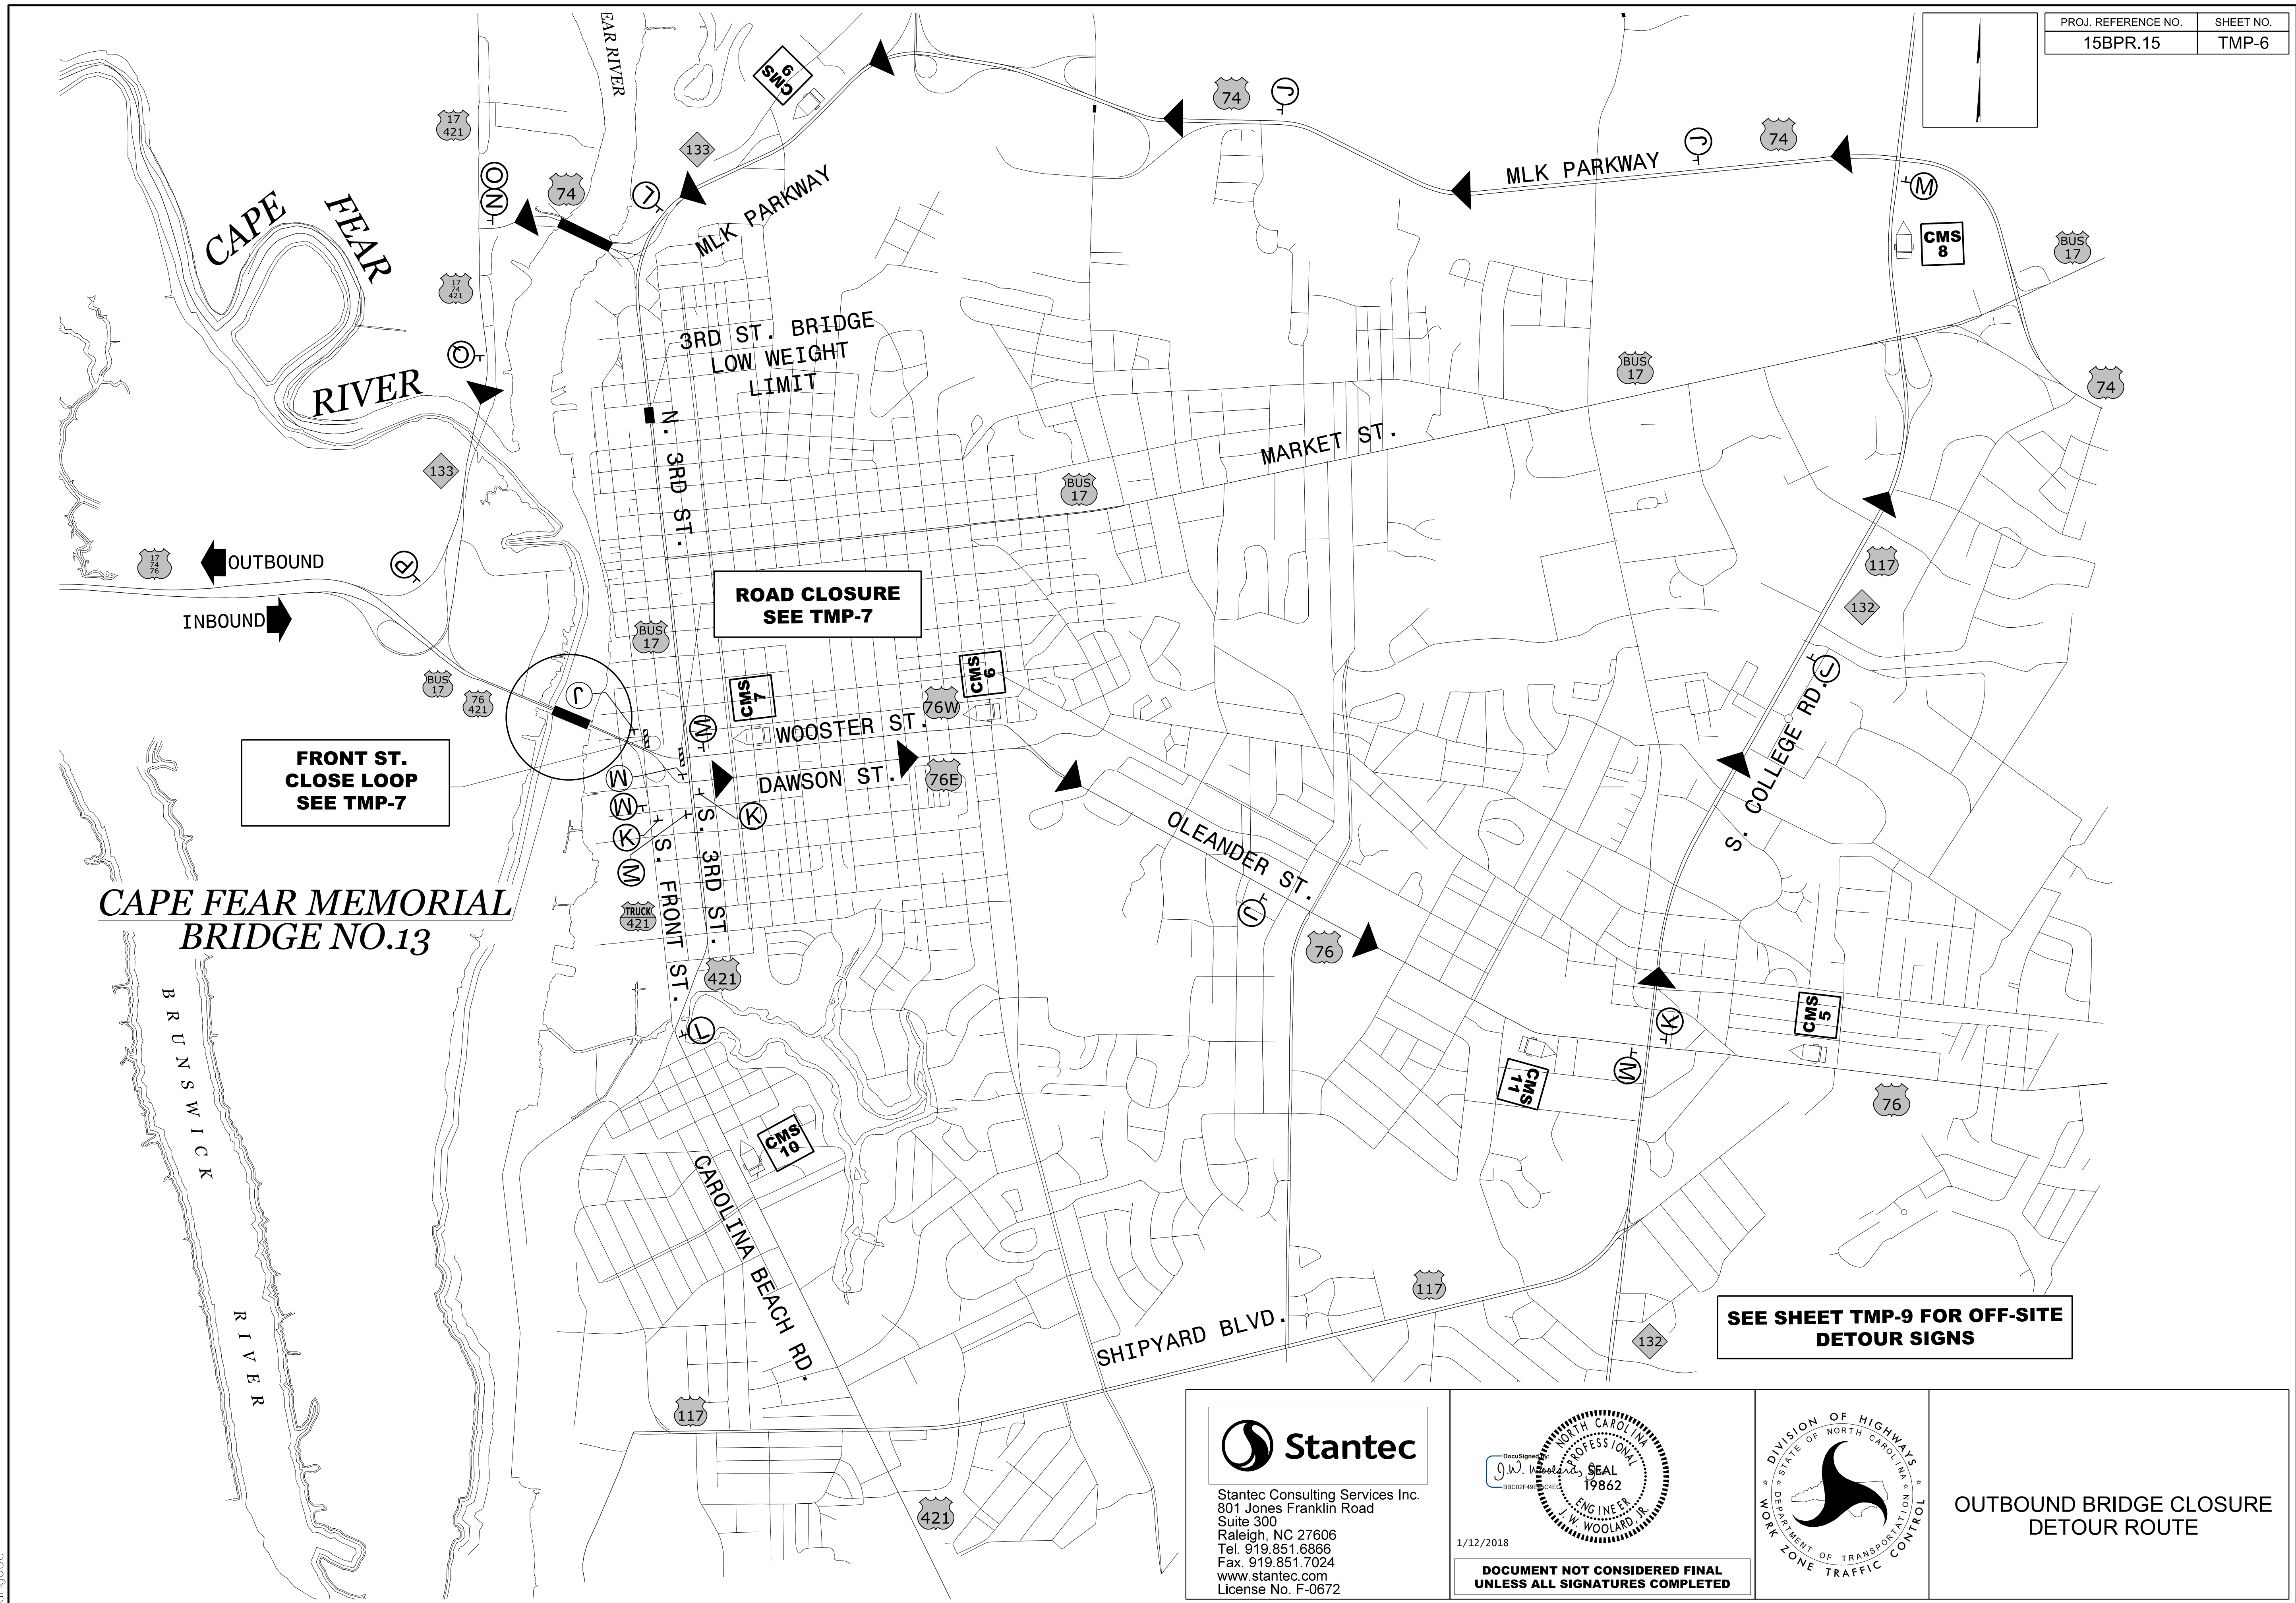 PROJ. REFERENCE NO.
SHEET NO.
15BPR.15
TMP-6
EAR RIVER
CMS
9
17
421
133
74
J
74
J
MLK PARKWAY
M
CMS
8
BUS
17
O
N
74
L
MLK PARKWAY
CAPE
FEAR
RIVER
17
74
421
Q
3RD ST. BRIDGE
LOW WEIGHT
LIMIT
BUS
17
74
N. 3RD ST.
MARKET ST.
BUS
17
133
17
74
76
OUTBOUND
INBOUND
R
117
132
ROAD CLOSURE
SEE TMP-7
BUS
17
BUS
17
76
421
J
CMS
7
CMS
6
76W
WOOSTER ST.
DAWSON ST.
76E
J
S. COLLEGE RD.
FRONT ST.
CLOSE LOOP
SEE TMP-7
M
M
M
K
K
M
S. 3RD ST.
S. FRONT ST.
TRUCK
421
421
OLEANDER ST.
J
76
CAPE FEAR MEMORIAL
BRIDGE NO.13
BRUNSWICK
RIVER
L
K
M
CMS
5
CMS
11
76
CMS
10
CAROLINA BEACH RD.
SHIPYARD BLVD.
117
132
117
421
SEE SHEET TMP-9 FOR OFF-SITE
DETOUR SIGNS
Stantec
Stantec Consulting Services Inc.
801 Jones Franklin Road
Suite 300
Raleigh, NC 27606
Tel. 919.851.6866
Fax. 919.851.7024
www.stantec.com
License No. F-0672
DocuSigned by:
J.W. Woolard, Jr.
NORTH CAROLINA
PROFESSIONAL
SEAL
19862
ENGINEER
J. W. WOOLARD JR.
1/12/2018
DOCUMENT NOT CONSIDERED FINAL
UNLESS ALL SIGNATURES COMPLETED
DIVISION OF HIGHWAYS
STATE OF NORTH CAROLINA
DEPARTMENT OF TRANSPORTATION
WORK ZONE TRAFFIC CONTROL
OUTBOUND BRIDGE CLOSURE
DETOUR ROUTE